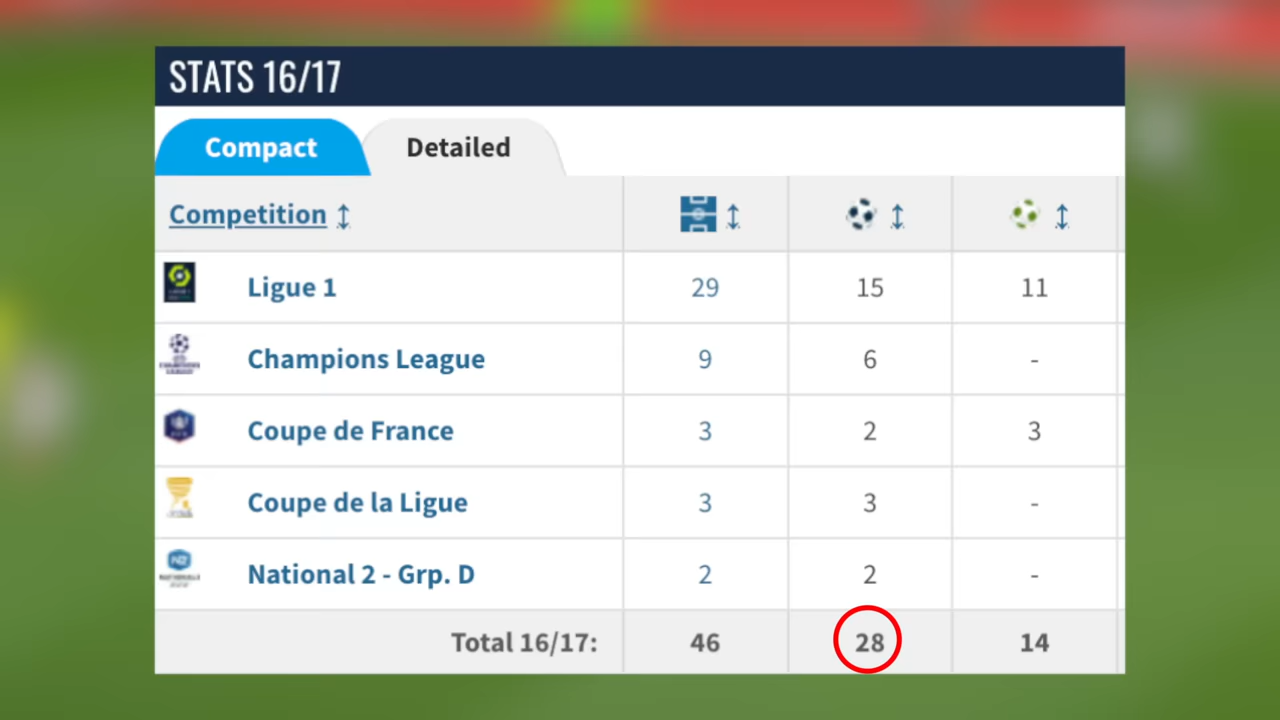 STATS 16/17
Compact Detailed
Competition
Ligue 1 29 15 11
Champions League 9 6 -
Coupe de France 3 2 3
Coupe de la Ligue 3 3 -
National 2 - Grp. D 2 2 -
Total 16/17: 46 28 14